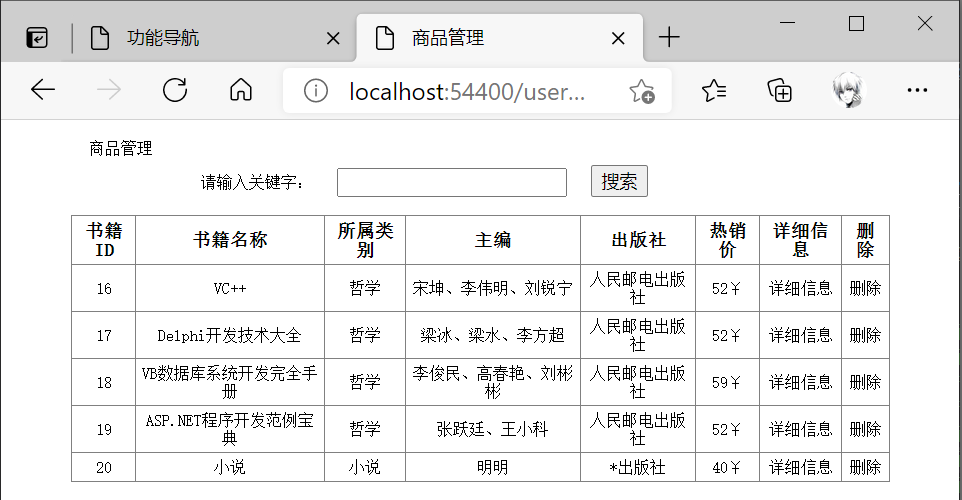 功能导航
商品管理
localhost:54400/user...
商品管理
请输入关键字：
搜索
书籍ID 书籍名称 所属类别 主编 出版社 热销价 详细信息 删除
16 VC++ 哲学 宋坤、李伟明、刘锐宁 人民邮电出版社 52￥ 详细信息 删除
17 Delphi开发技术大全 哲学 梁冰、梁水、李方超 人民邮电出版社 52￥ 详细信息 删除
18 VB数据库系统开发完全手册 哲学 李俊民、高春艳、刘彬彬 人民邮电出版社 59￥ 详细信息 删除
19 ASP.NET程序开发范例宝典 哲学 张跃廷、王小科 人民邮电出版社 52￥ 详细信息 删除
20 小说 小说 明明 *出版社 40￥ 详细信息 删除